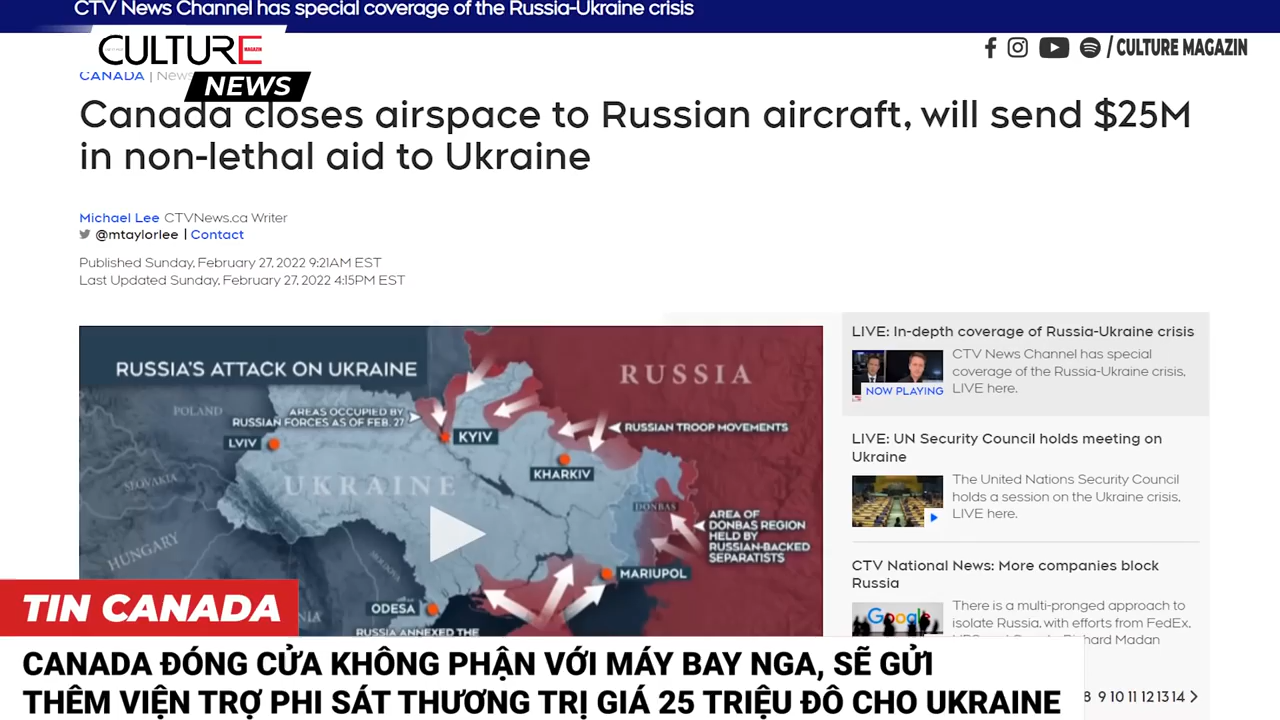 CTV News Channel has special coverage of the Russia-Ukraine crisis
CULTURE
MAGAZIN
NEWS
/ CULTURE MAGAZIN
CANADA | News
Canada closes airspace to Russian aircraft, will send $25M
in non-lethal aid to Ukraine
Michael Lee CTVNews.ca Writer
@mtaylorlee | Contact
Published Sunday, February 27, 2022 9:21AM EST
Last Updated Sunday, February 27, 2022 4:15PM EST
RUSSIA'S ATTACK ON UKRAINE
RUSSIA
POLAND
AREAS OCCUPIED BY
RUSSIAN FORCES AS OF FEB. 27
LVIV
KYIV
RUSSIAN TROOP MOVEMENTS
KHARKIV
SLOVAKIA
UKRAINE
DONBAS
AREA OF
DONBAS REGION
HELD BY
RUSSIAN-BACKED
SEPARATISTS
HUNGARY
MOLDOVA
MARIUPOL
ODESA
RUSSIA ANNEXED THE
LIVE: In-depth coverage of Russia-Ukraine crisis
CTV News Channel has special
coverage of the Russia-Ukraine crisis,
LIVE here.
NOW PLAYING
LIVE: UN Security Council holds meeting on
Ukraine
The United Nations Security Council
holds a session on the Ukraine crisis,
LIVE here.
CTV National News: More companies block
Russia
Google
There is a multi-pronged approach to
isolate Russia, with efforts from FedEx,
8 9 10 11 12 13 14
TIN CANADA
CANADA ĐÓNG CỬA KHÔNG PHẬN VỚI MÁY BAY NGA, SẼ GỬI
THÊM VIỆN TRỢ PHI SÁT THƯƠNG TRỊ GIÁ 25 TRIỆU ĐÔ CHO UKRAINE